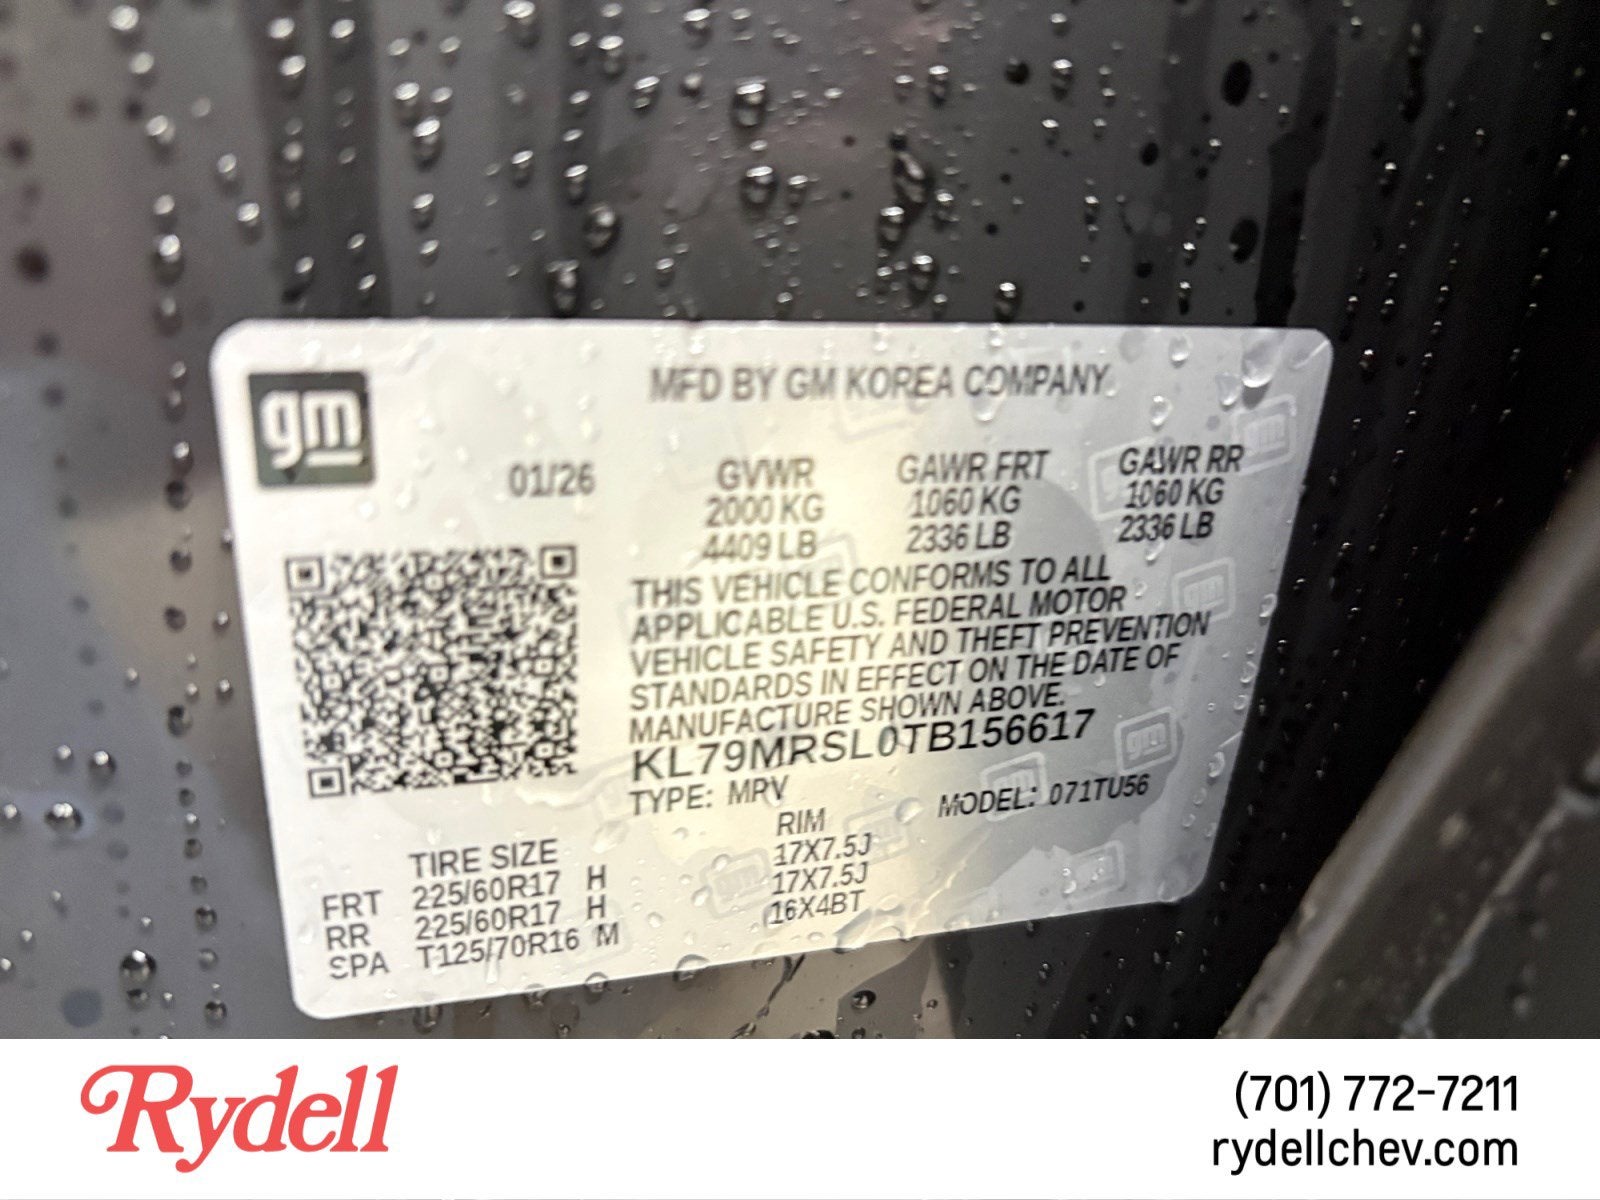 gm
MFD BY GM KOREA COMPANY
01/26
GVWR GAWR FRT GAWR RR
2000 KG 1060 KG 1060 KG
4409 LB 2336 LB 2336 LB
THIS VEHICLE CONFORMS TO ALL
APPLICABLE U.S. FEDERAL MOTOR
VEHICLE SAFETY AND THEFT PREVENTION
STANDARDS IN EFFECT ON THE DATE OF
MANUFACTURE SHOWN ABOVE.
KL79MRSL0TB156617
TYPE: MPV MODEL: 071TU56
TIRE SIZE RIM
FRT 225/60R17 H 17X7.5J
RR 225/60R17 H 17X7.5J
SPA T125/70R16 M 16X4BT
Rydell
(701) 772-7211
rydellchev.com